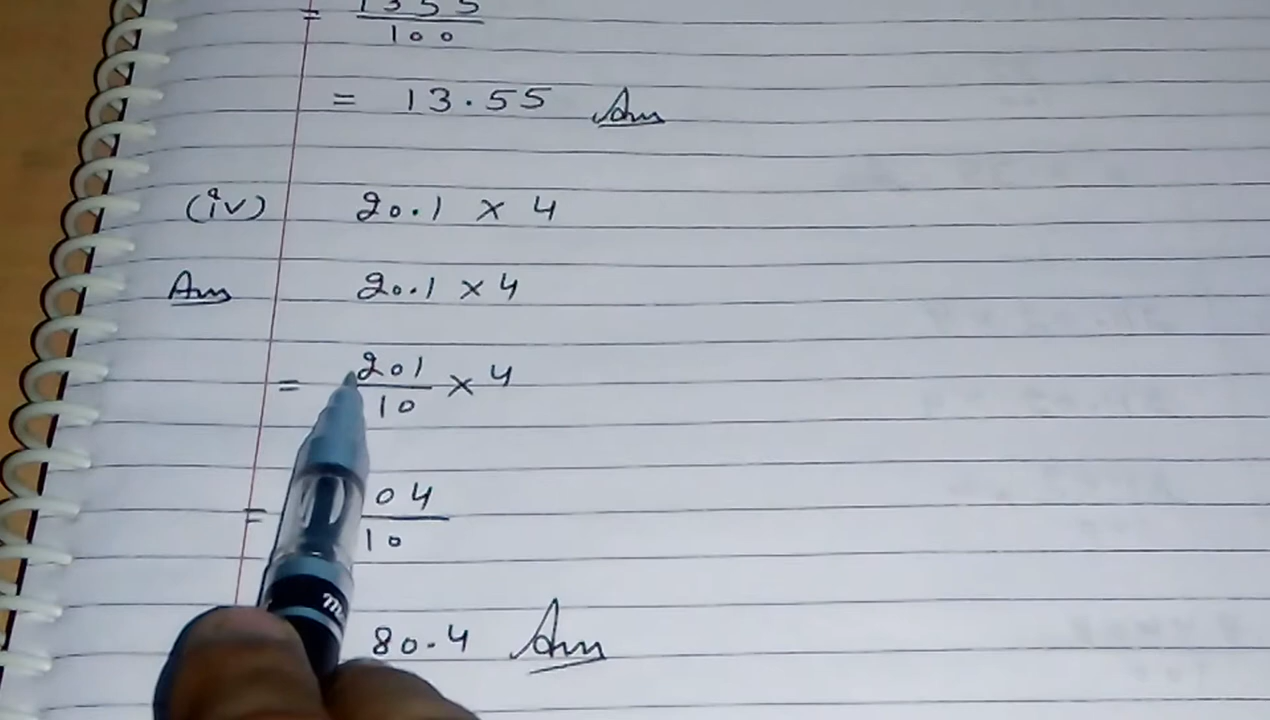 = 1355
100
= 13.55 Ans
(iv) 20.1 × 4
Ans 20.1 × 4
= 201/10 × 4
= 04/10
80.4 Ans